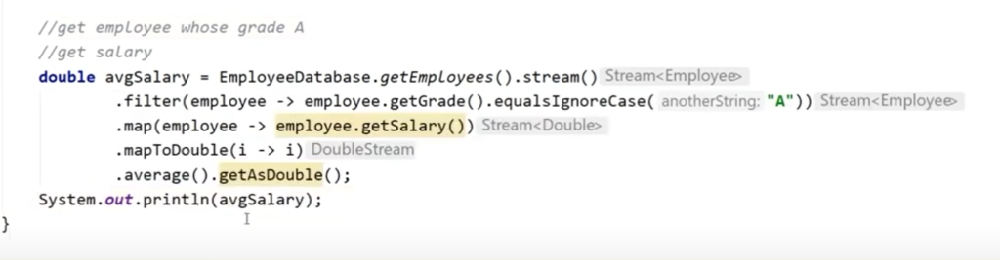 //get employee whose grade A
//get salary
double avgSalary = EmployeeDatabase.getEmployees().stream() Stream<Employee>
.filter(employee -> employee.getGrade().equalsIgnoreCase( anotherString: "A")) Stream<Employee>
.map(employee -> employee.getSalary()) Stream<Double>
.mapToDouble(i -> i) DoubleStream
.average().getAsDouble();
System.out.println(avgSalary);
}